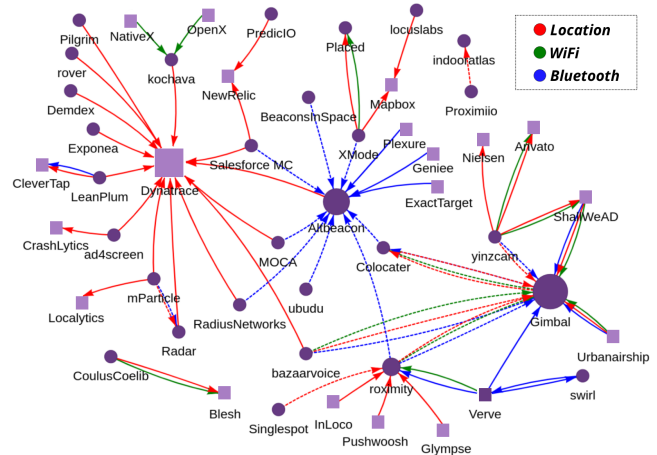 locuslabs
OpenX
Pilgrim
NativeX
PredicIO
Placed
Location
WiFi
Bluetooth
rover
kochava
indooratlas
NewRelic
Mapbox
Demdex
BeaconsInSpace
Proximiio
Exponea
XMode
Plexure
Nielsen
Arrivato
Salesforce MC
Geniee
CleverTap
LeanPlum
Dynatrace
ExactTarget
ShallWeAD
Altbeacon
CrashLytics
ad4screen
MOCA
Colocater
yinzcam
mParticle
Localytics
RadiusNetworks
ubudu
Gimbal
Radar
Urbanairship
CoulusCoelib
bazaarvoice
roximity
swirl
Blesh
Verve
Singlespot
InLoco
Pushwoosh
Glympse